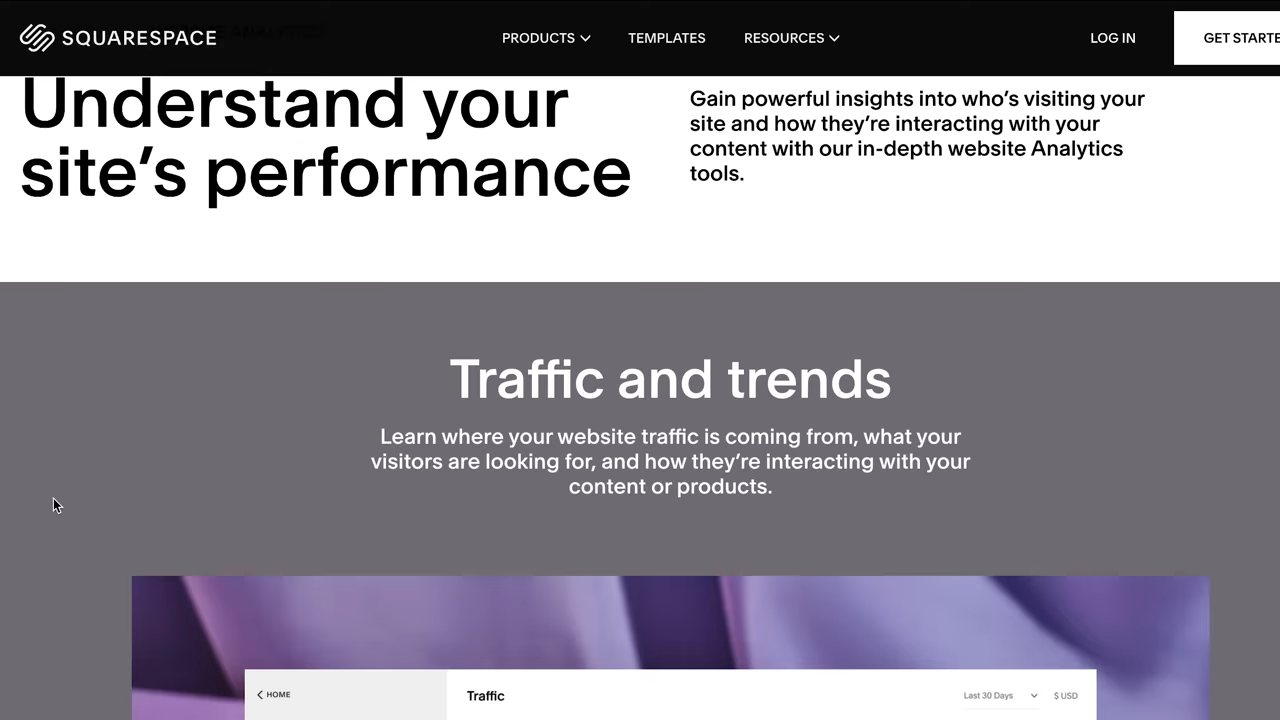 SQUARESPACE
PRODUCTS
TEMPLATES
RESOURCES
LOG IN
GET STARTE
Understand your
site’s performance
Gain powerful insights into who’s visiting your
site and how they’re interacting with your
content with our in-depth website Analytics
tools.
Traffic and trends
Learn where your website traffic is coming from, what your
visitors are looking for, and how they’re interacting with your
content or products.
HOME
Traffic
Last 30 Days
$ USD